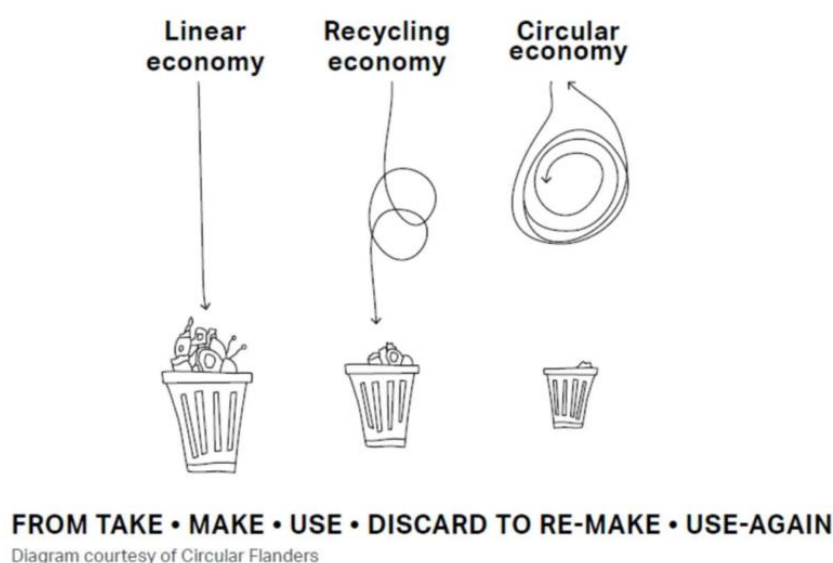 Linear
economy
Recycling
economy
Circular
economy
FROM TAKE • MAKE • USE • DISCARD TO RE-MAKE • USE-AGAIN
Diagram courtesy of Circular Flanders